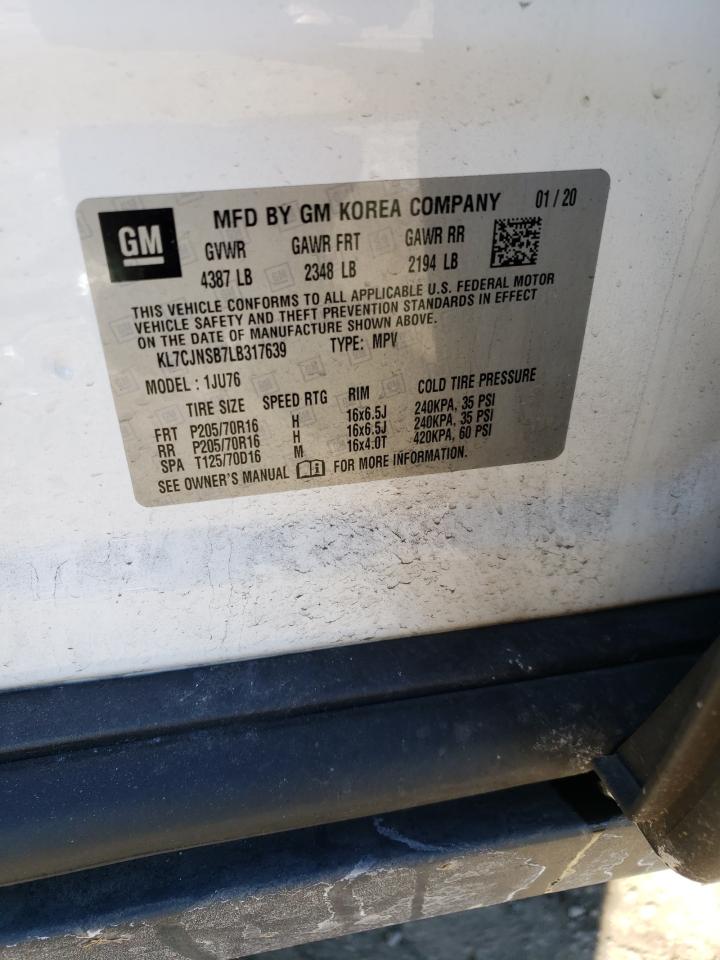 GM MFD BY GM KOREA COMPANY 01 / 20
GVWR GAWR FRT GAWR RR
4387 LB 2348 LB 2194 LB
THIS VEHICLE CONFORMS TO ALL APPLICABLE U.S. FEDERAL MOTOR
VEHICLE SAFETY AND THEFT PREVENTION STANDARDS IN EFFECT
ON THE DATE OF MANUFACTURE SHOWN ABOVE.
KL7CJNSB7LB317639 TYPE: MPV
MODEL : 1JU76
TIRE SIZE SPEED RTG RIM COLD TIRE PRESSURE
FRT P205/70R16 H 16x6.5J 240KPA, 35 PSI
RR P205/70R16 H 16x6.5J 240KPA, 35 PSI
SPA T125/70D16 M 16x4.0T 420KPA, 60 PSI
SEE OWNER'S MANUAL FOR MORE INFORMATION.